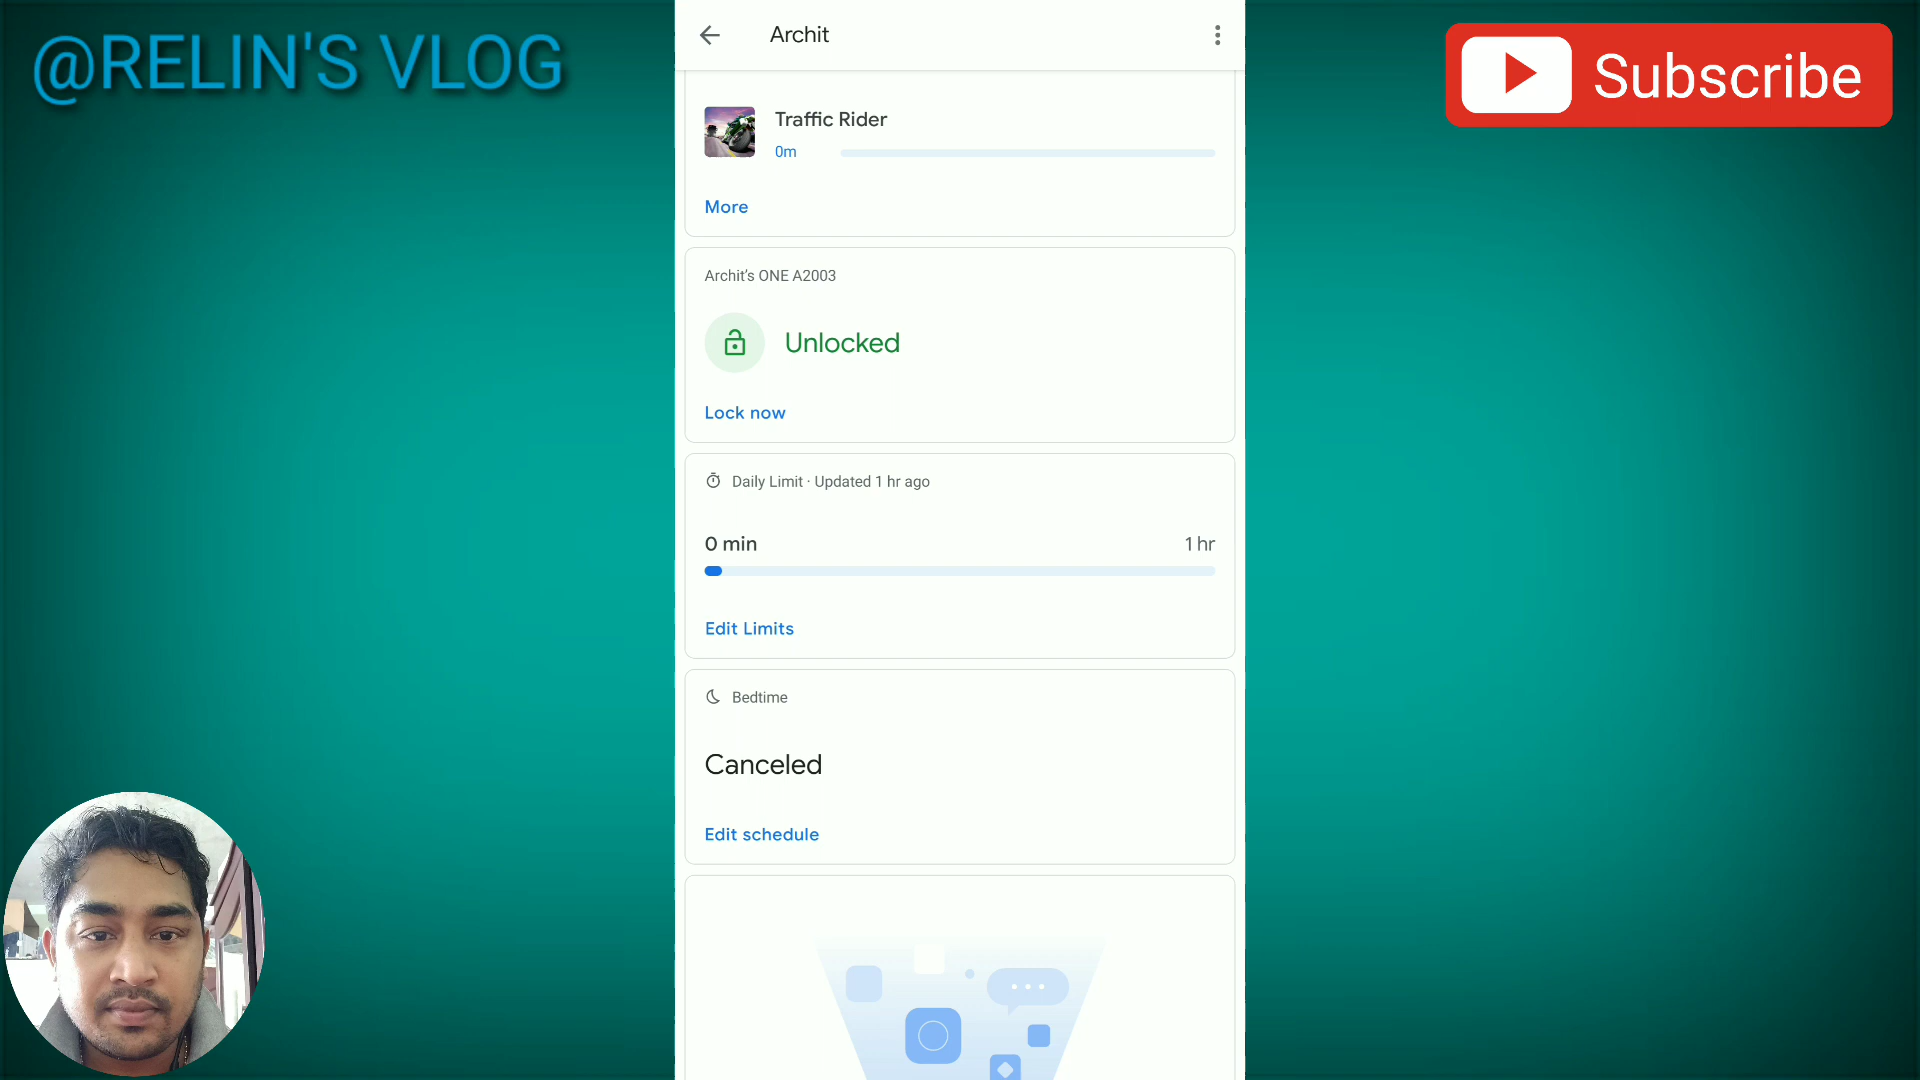 @RELIN'S VLOG
Subscribe
Archit
Traffic Rider
0m
More
Archit's ONE A2003
Unlocked
Lock now
Daily Limit · Updated 1 hr ago
0 min
1 hr
Edit Limits
Bedtime
Canceled
Edit schedule